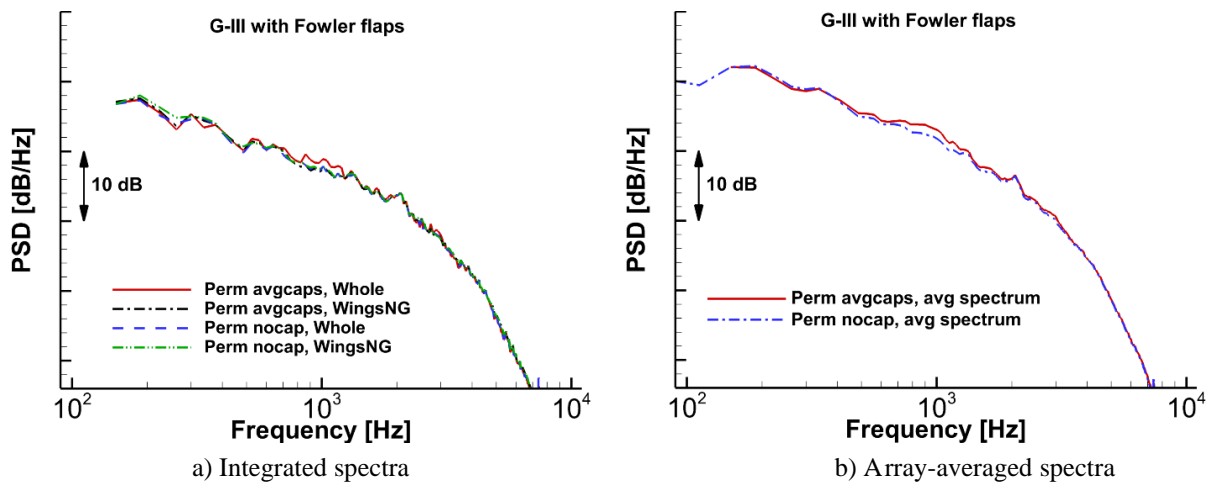 G-III with Fowler flaps
PSD [dB/Hz]
10 dB
Perm avgcaps, Whole
Perm avgcaps, WingsNG
Perm nocap, Whole
Perm nocap, WingsNG
10²
10³
10⁴
Frequency [Hz]
a) Integrated spectra
G-III with Fowler flaps
PSD [dB/Hz]
10 dB
Perm avgcaps, avg spectrum
Perm nocap, avg spectrum
10²
10³
10⁴
Frequency [Hz]
b) Array-averaged spectra